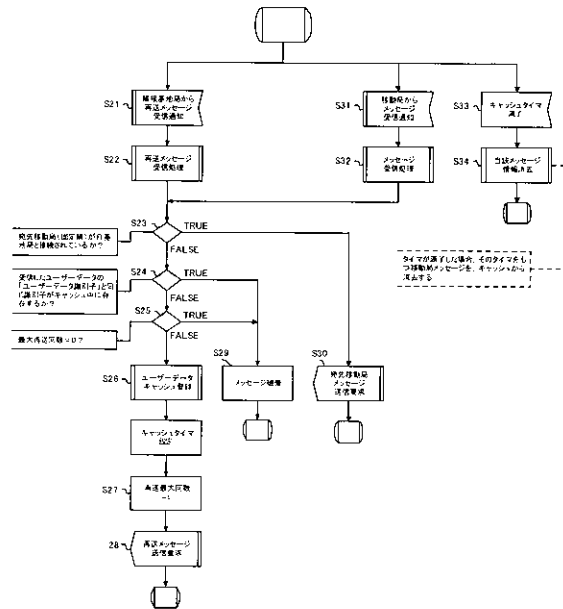 S21
隣接基地局から
再送メッセージ
受信通知
S31
移動局から
メッセージ
受信通知
S33
キャッシュタイマ
満了
S22
再送メッセージ
受信処理
S32
メッセージ
受信処理
S34
当該メッセージ
情報消去
S23
TRUE
FALSE
宛先移動局(固定網)が自基
地局と接続されているか?
S24
TRUE
FALSE
受信したユーザーデータの
「ユーザーデータ識別子」と同
じ識別子がキャッシュ中に存
在するか?
タイマが満了した場合、そのタイマをも
つ移動局メッセージを、キャッシュから
消去する
S25
TRUE
FALSE
最大再送回数=0?
S26
ユーザーデータ
キャッシュ登録
S29
メッセージ破棄
S30
宛先移動局
メッセージ
送信要求
キャッシュタイマ
設定
S27
再送最大回数
28
再送メッセージ
送信要求